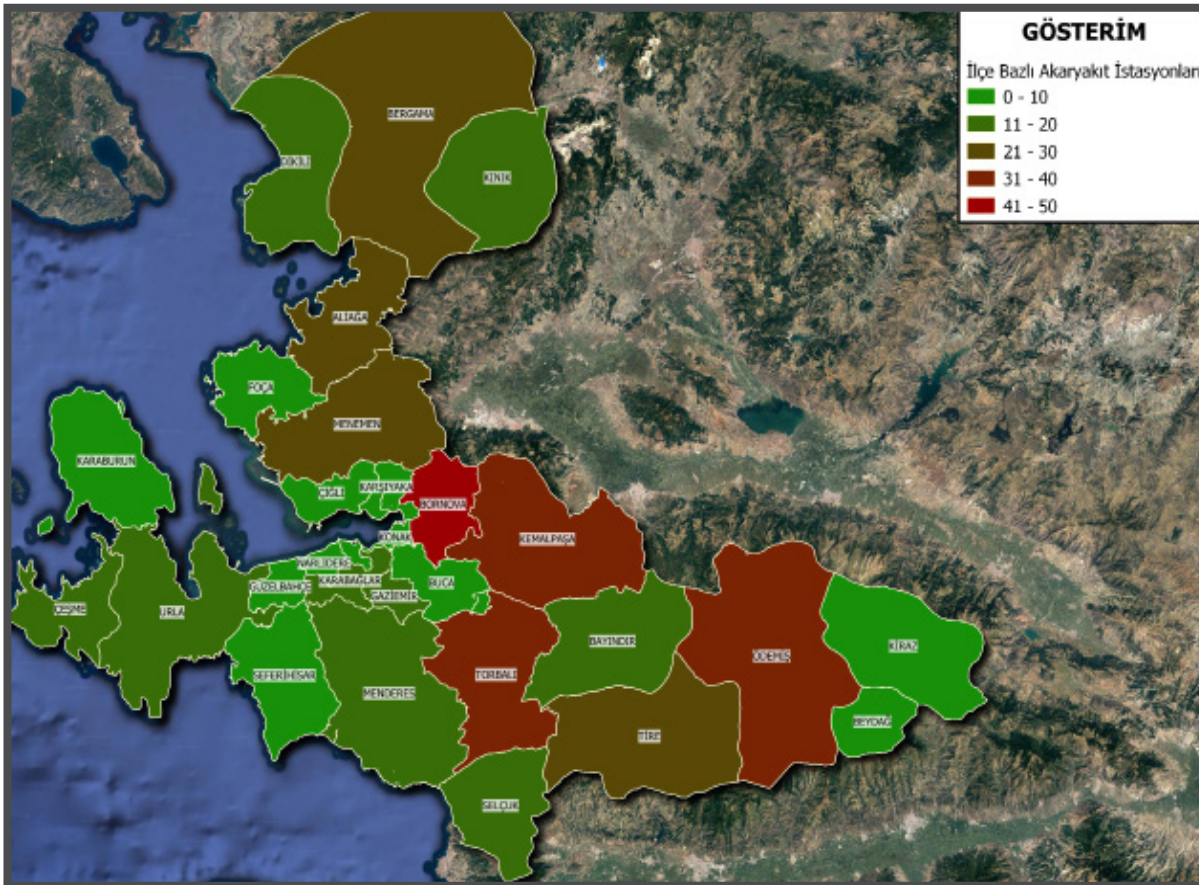 GÖSTERİM
İlçe Bazlı Akaryakıt İstasyonları
0 - 10
11 - 20
21 - 30
31 - 40
41 - 50
BERGAMA
DİKİLİ
KINIK
ALİAĞA
FOÇA
MENEMEN
KARABURUN
ÇİĞLİ
KARŞIYAKA
BORNOVA
KONAK
KEMALPAŞA
NARLIDERE
GÜZELBAHÇE
KARABAĞLAR
BUCA
GAZİEMİR
ÇEŞME
URLA
BAYINDIR
KİRAZ
ÖDEMİŞ
SEFERİHİSAR
TORBALI
MENDERES
BEYDAĞ
TİRE
SELÇUK